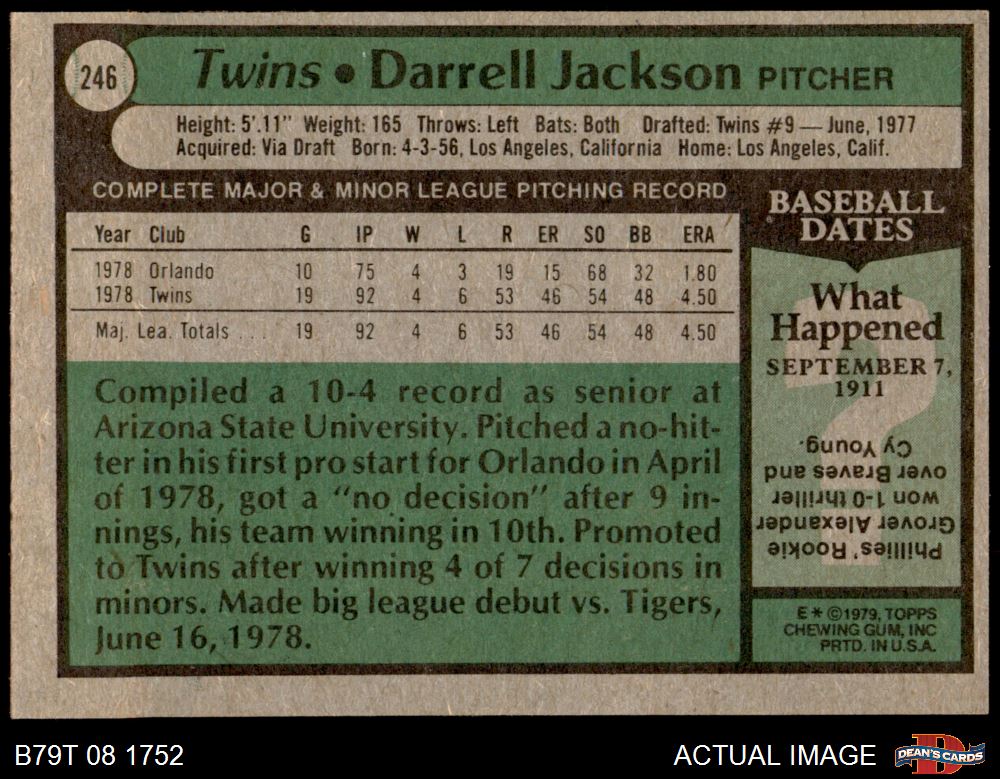 246
Twins • Darrell Jackson PITCHER
Height: 5'.11" Weight: 165 Throws: Left Bats: Both Drafted: Twins #9 — June, 1977
Acquired: Via Draft Born: 4-3-56, Los Angeles, California Home: Los Angeles, Calif.
COMPLETE MAJOR & MINOR LEAGUE PITCHING RECORD
Year Club G IP W L R ER SO BB ERA
1978 Orlando 10 75 4 3 19 15 68 32 1.80
1978 Twins 19 92 4 6 53 46 54 48 4.50
Maj. Lea. Totals . . . 19 92 4 6 53 46 54 48 4.50
Compiled a 10-4 record as senior at
Arizona State University. Pitched a no-hit-
ter in his first pro start for Orlando in April
of 1978, got a “no decision” after 9 in-
nings, his team winning in 10th. Promoted
to Twins after winning 4 of 7 decisions in
minors. Made big league debut vs. Tigers,
June 16, 1978.
BASEBALL
DATES
What
Happened
SEPTEMBER 7,
1911
?
Phillies' Rookie
Grover Alexander
won 1-0 thriller
over Braves and
Cy Young.
E * ©1979, TOPPS
CHEWING GUM, INC
PRTD. IN U.S.A.
B79T 08 1752
ACTUAL IMAGE
D
DEAN'S CARDS